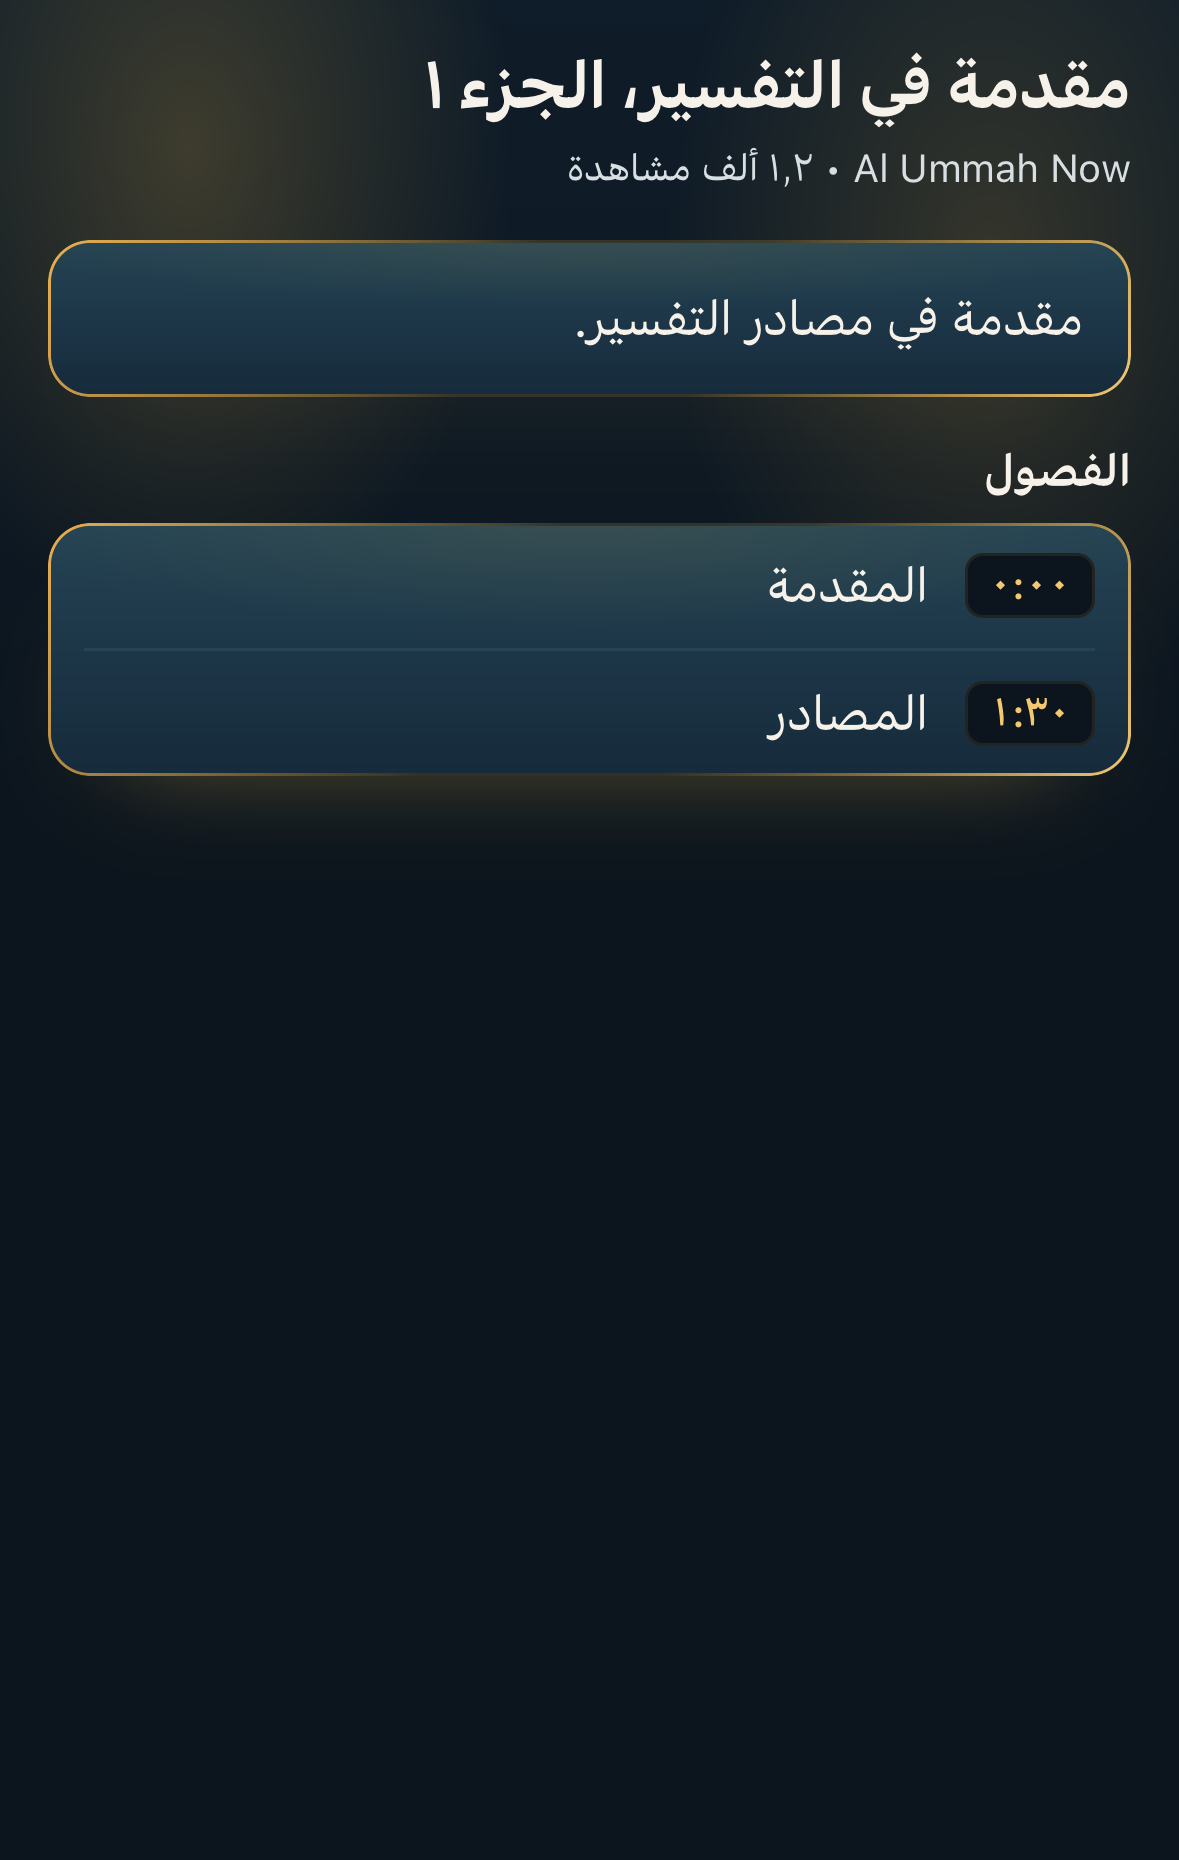 مقدمة في التفسير، الجزء ١
Al Ummah Now • ١,٢ ألف مشاهدة
مقدمة في مصادر التفسير.
الفصول
٠:٠٠ المقدمة
١:٣٠ المصادر